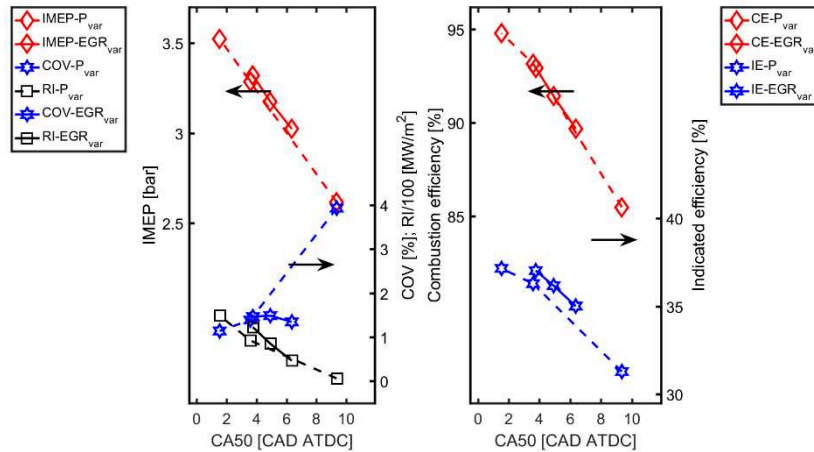 IMEP-P_var
IMEP-EGR_var
COV-P_var
RI-P_var
COV-EGR_var
RI-EGR_var
3.5
3
2.5
IMEP [bar]
4
3
2
1
0
COV [%]; RI/100 [MW/m²]
0 2 4 6 8 10
CA50 [CAD ATDC]
95
90
85
Combustion efficiency [%]
40
35
30
Indicated efficiency [%]
0 2 4 6 8 10
CA50 [CAD ATDC]
CE-P_var
CE-EGR_var
IE-P_var
IE-EGR_var